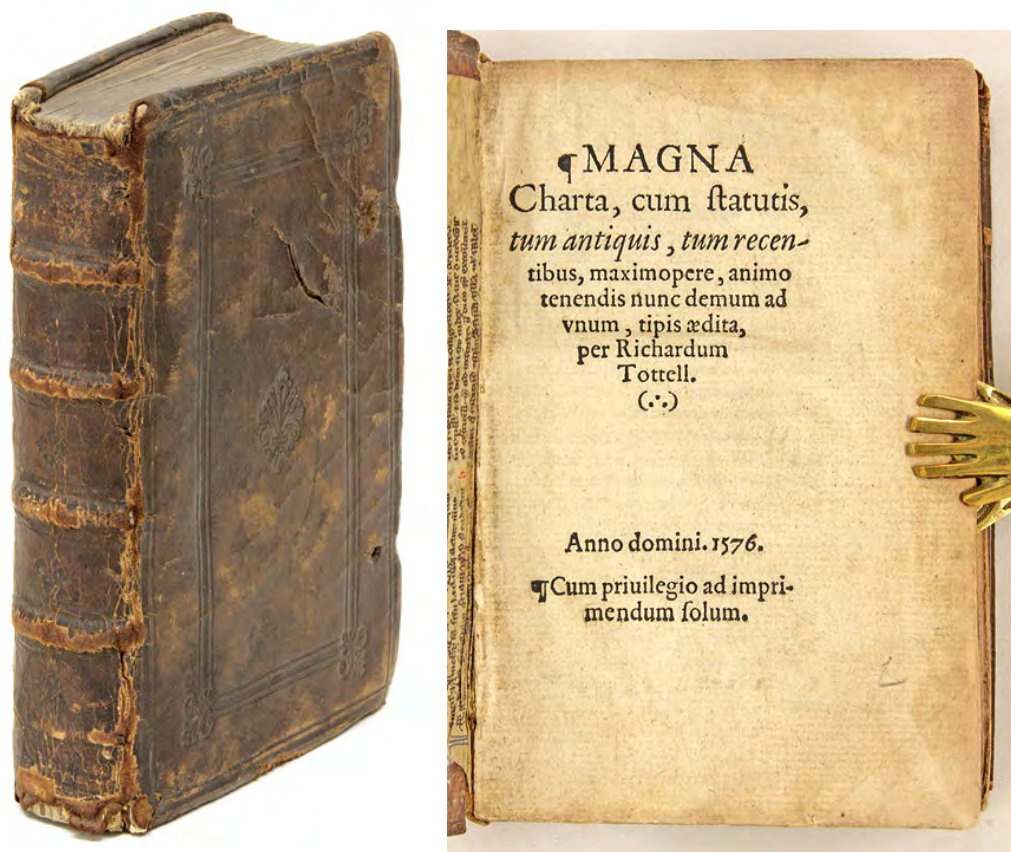 ¶MAGNA
Charta, cum ſtatutis,
tum antiquis, tum recen-
tibus, maximopere, animo
tenendis nunc demum ad
vnum, tipis ædita,
per Richardum
Tottell.
(∴)
Anno domini. 1576.
¶Cum priuilegio ad impri-
mendum ſolum.